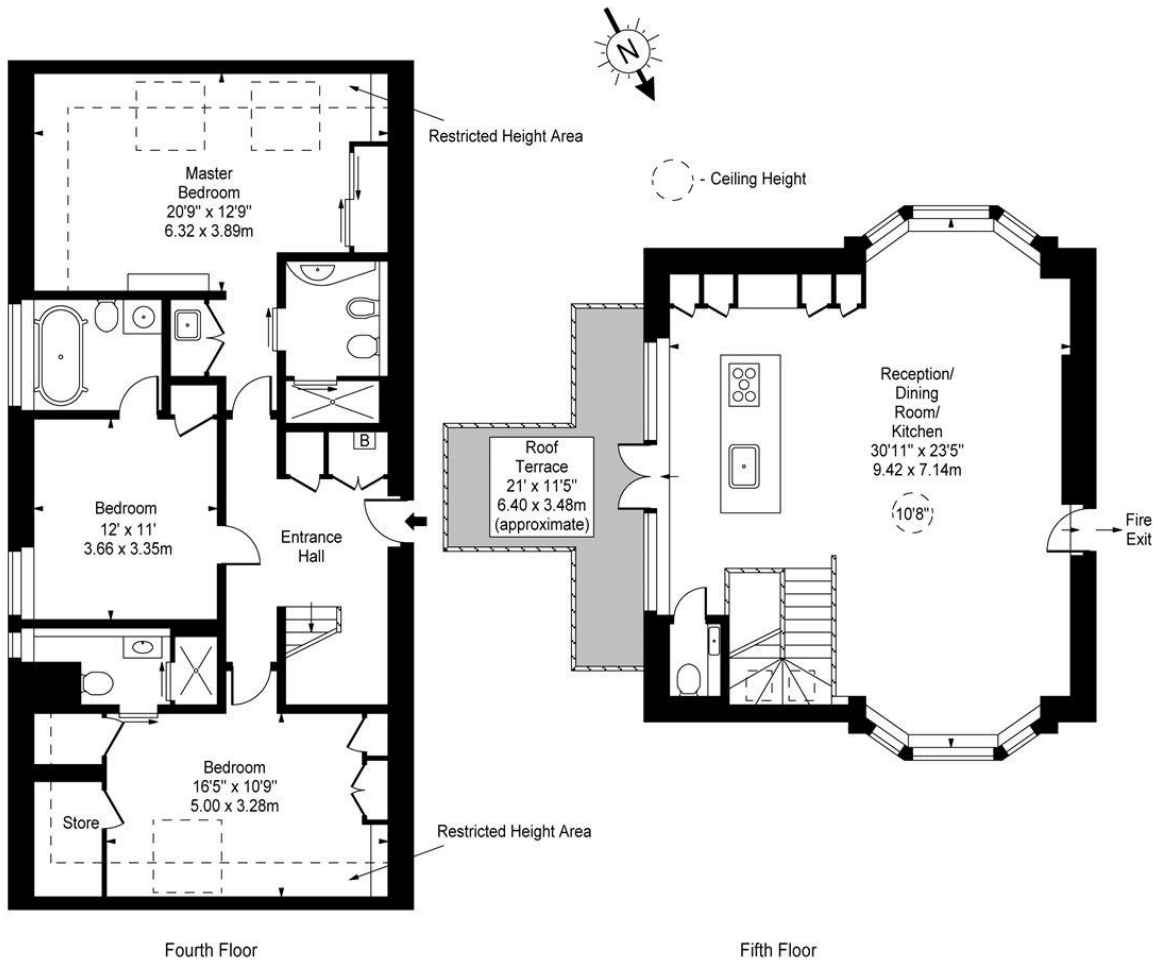 N
Restricted Height Area
- Ceiling Height
Master
Bedroom
20'9" x 12'9"
6.32 x 3.89m
B
Bedroom
12' x 11'
3.66 x 3.35m
Entrance
Hall
Bedroom
16'5" x 10'9"
5.00 x 3.28m
Store
Restricted Height Area
Fourth Floor
Roof
Terrace
21' x 11'5"
6.40 x 3.48m
(approximate)
Reception/
Dining
Room/
Kitchen
30'11" x 23'5"
9.42 x 7.14m
10'8"
Fire
Exit
Fifth Floor